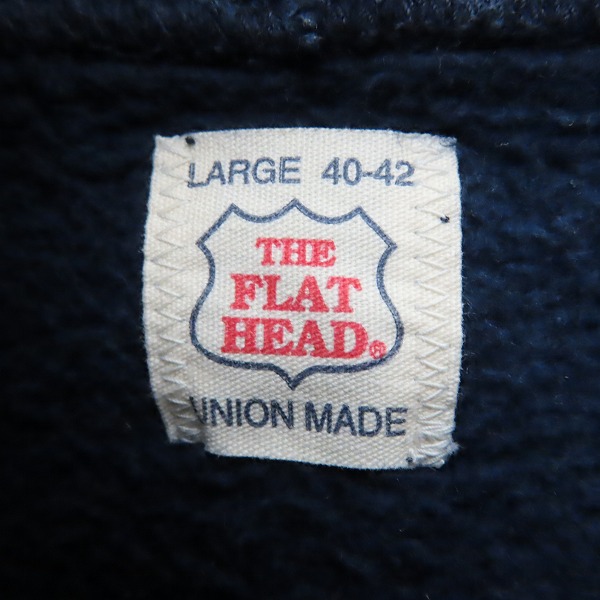 LARGE 40-42
THE
FLAT
HEAD®
UNION MADE